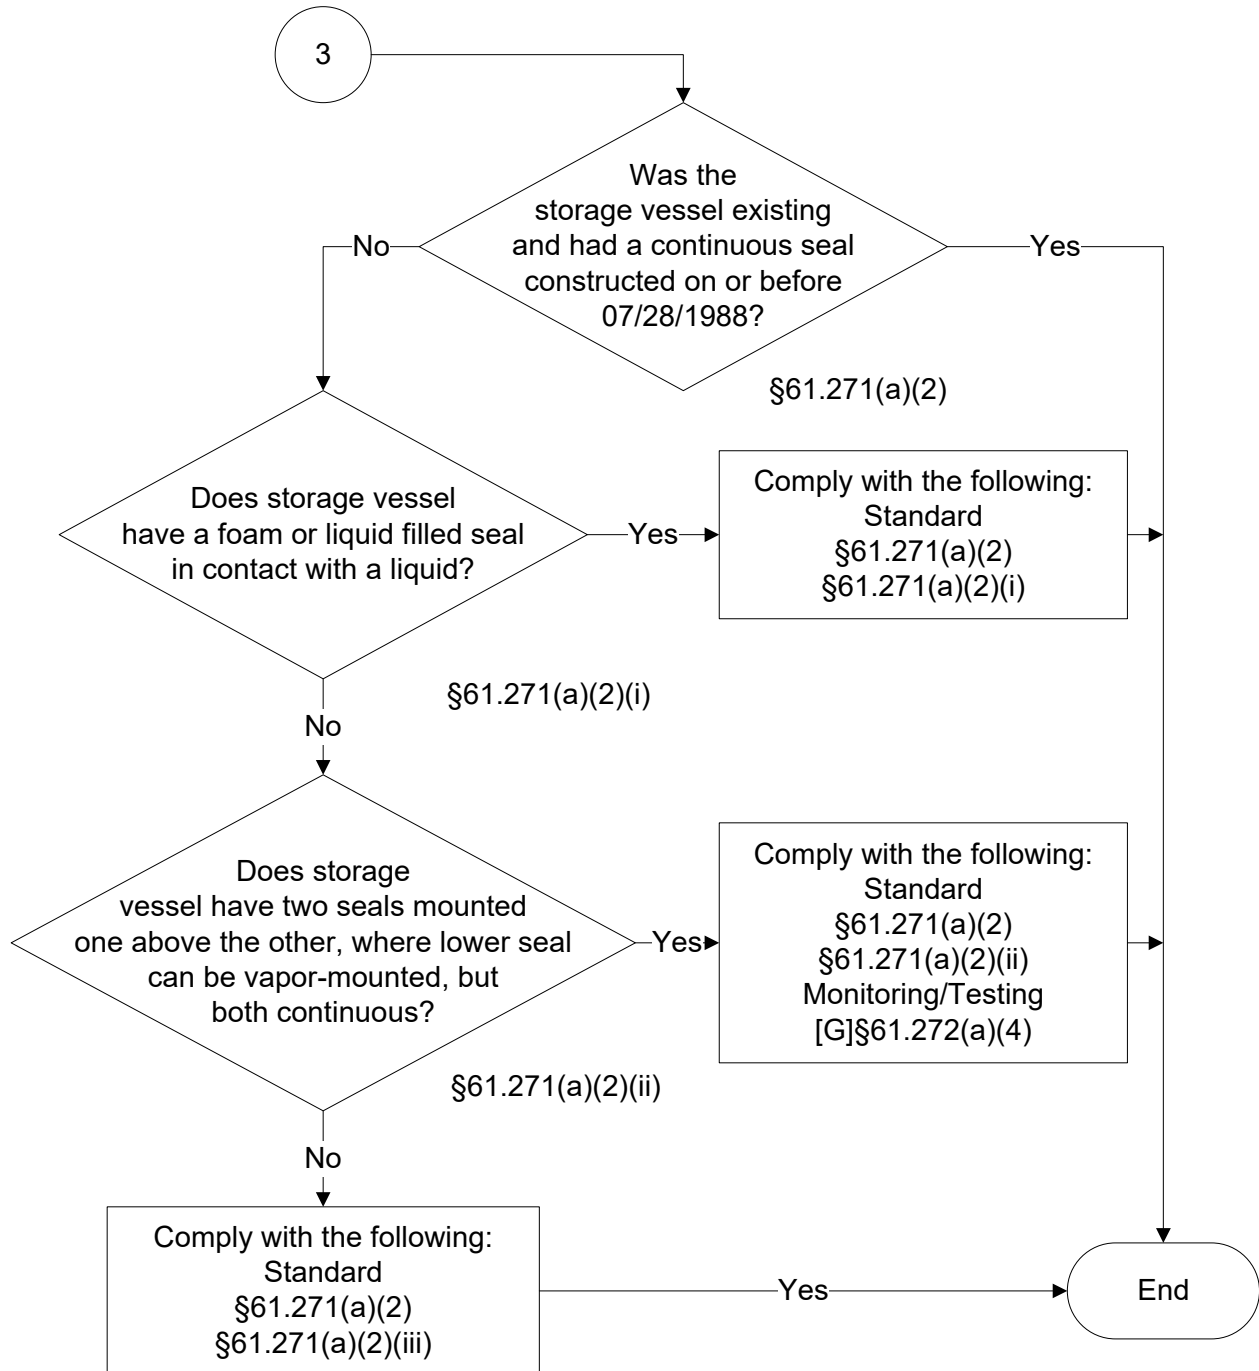 3
Was the
storage vessel existing
and had a continuous seal
constructed on or before
07/28/1988?
No
Yes
§61.271(a)(2)
Does storage vessel
have a foam or liquid filled seal
in contact with a liquid?
Yes
Comply with the following:
Standard
§61.271(a)(2)
§61.271(a)(2)(i)
§61.271(a)(2)(i)
No
Does storage
vessel have two seals mounted
one above the other, where lower seal
can be vapor-mounted, but
both continuous?
Yes
Comply with the following:
Standard
§61.271(a)(2)
§61.271(a)(2)(ii)
Monitoring/Testing
[G]§61.272(a)(4)
§61.271(a)(2)(ii)
No
Comply with the following:
Standard
§61.271(a)(2)
§61.271(a)(2)(iii)
Yes
End